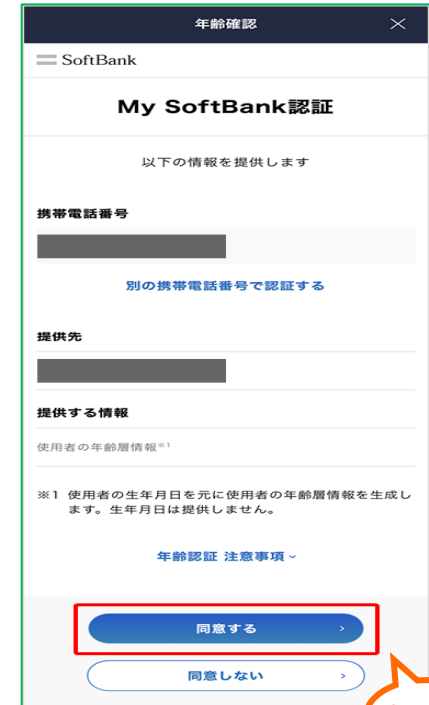 年齢確認
SoftBank
My SoftBank認証
以下の情報を提供します
携帯電話番号
別の携帯電話番号で認証する
提供先
提供する情報
使用者の年齢層情報※1
※1 使用者の生年月日を元に使用者の年齢層情報を生成し
ます。生年月日は提供しません。
年齢認証 注意事項
同意する
同意しない